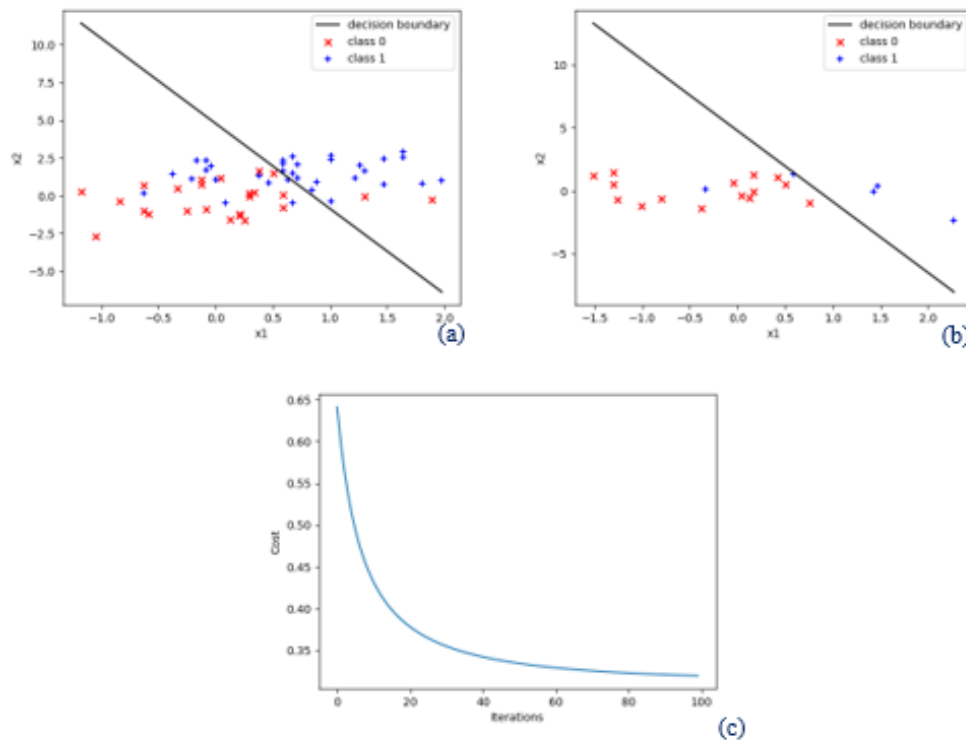 decision boundary
class 0
class 1
10.0
7.5
5.0
2.5
0.0
−2.5
−5.0
x2
−1.0 −0.5 0.0 0.5 1.0 1.5 2.0
x1
(a)
decision boundary
class 0
class 1
10
5
0
−5
x2
−1.5 −1.0 −0.5 0.0 0.5 1.0 1.5 2.0
x1
(b)
0.65
0.60
0.55
0.50
0.45
0.40
0.35
Cost
0 20 40 60 80 100
Iterations
(c)